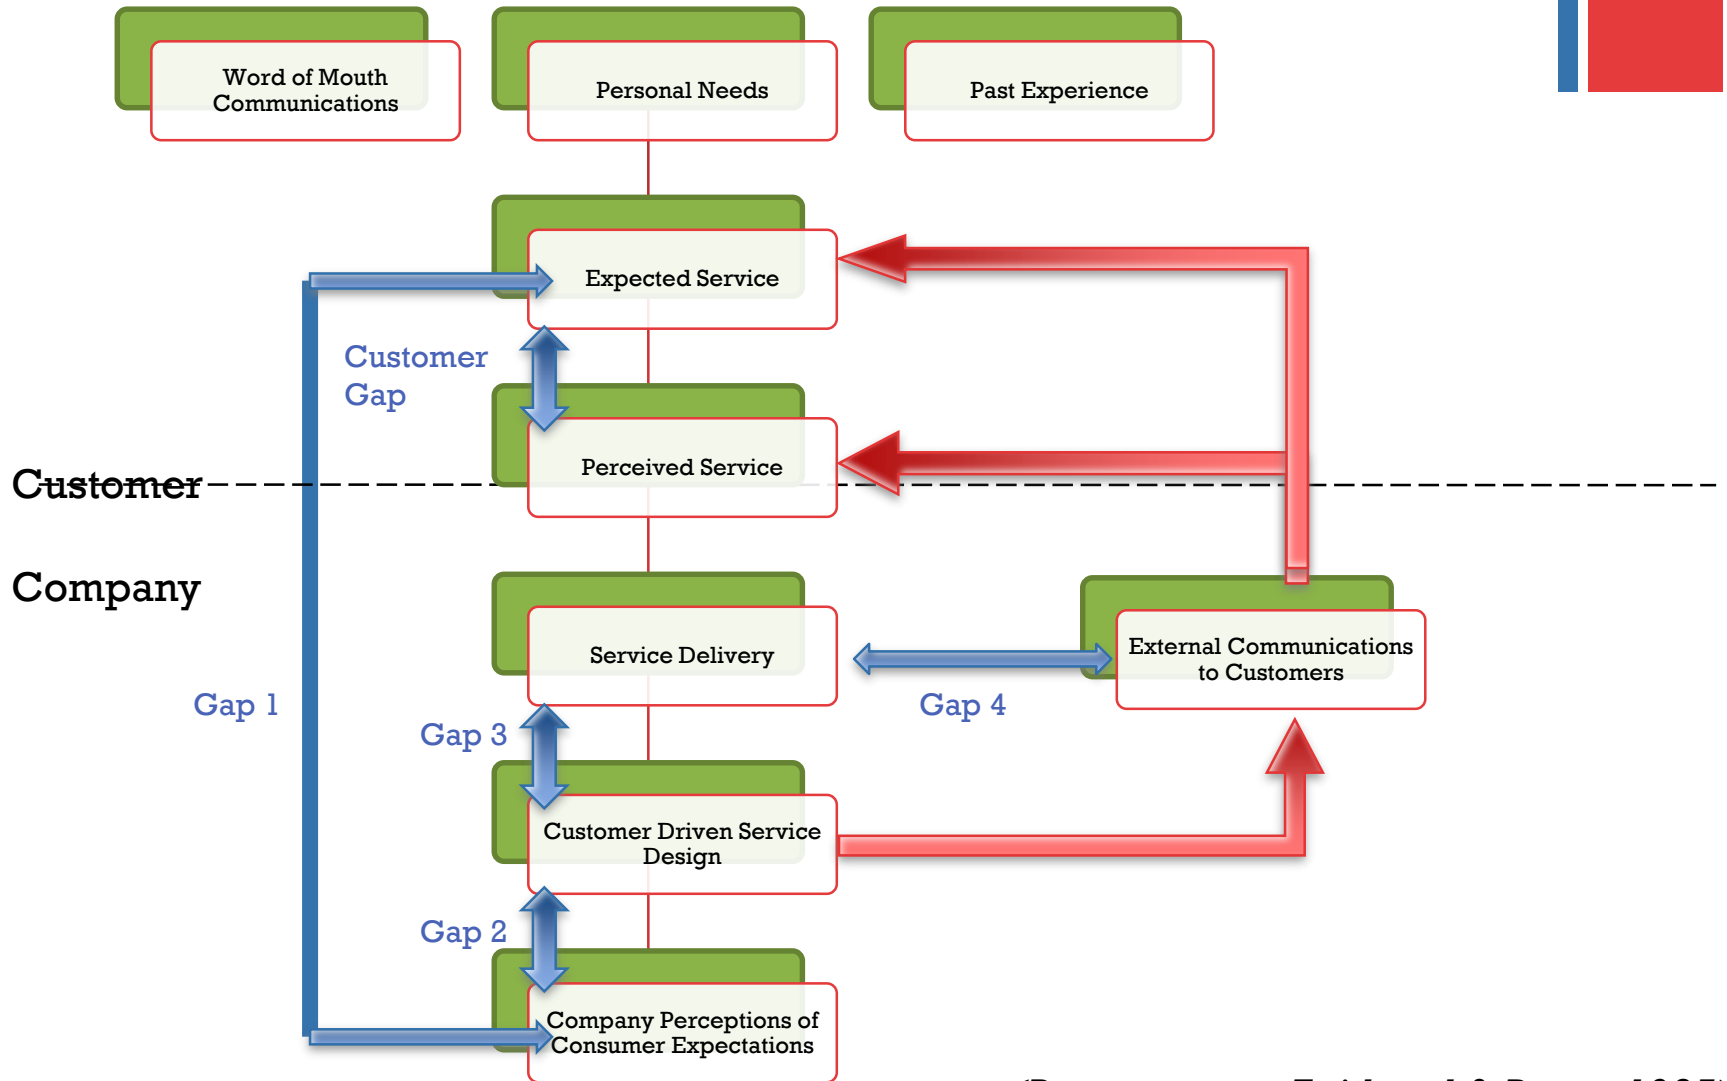 Word of Mouth
Communications
Personal Needs
Past Experience
Expected Service
Customer
Gap
Perceived Service
Customer
Company
Service Delivery
External Communications
to Customers
Gap 1
Gap 4
Gap 3
Customer Driven Service
Design
Gap 2
Company Perceptions of
Consumer Expectations